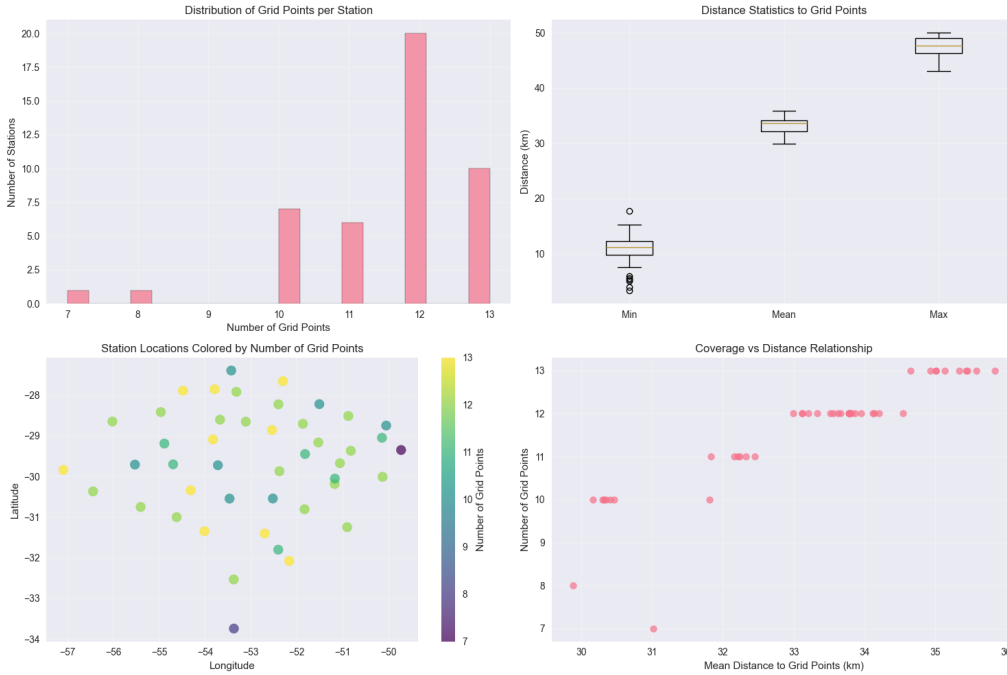 Distribution of Grid Points per Station
Number of Stations
20.0
17.5
15.0
12.5
10.0
7.5
5.0
2.5
0.0
7 8 9 10 11 12 13
Number of Grid Points
Distance Statistics to Grid Points
Distance (km)
50
40
30
20
10
Min Mean Max
Station Locations Colored by Number of Grid Points
Latitude
−28
−29
−30
−31
−32
−33
−34
−57 −56 −55 −54 −53 −52 −51 −50
Longitude
13
12
11
10
9
8
7
Number of Grid Points
Coverage vs Distance Relationship
Number of Grid Points
13
12
11
10
9
8
7
30 31 32 33 34 35 36
Mean Distance to Grid Points (km)